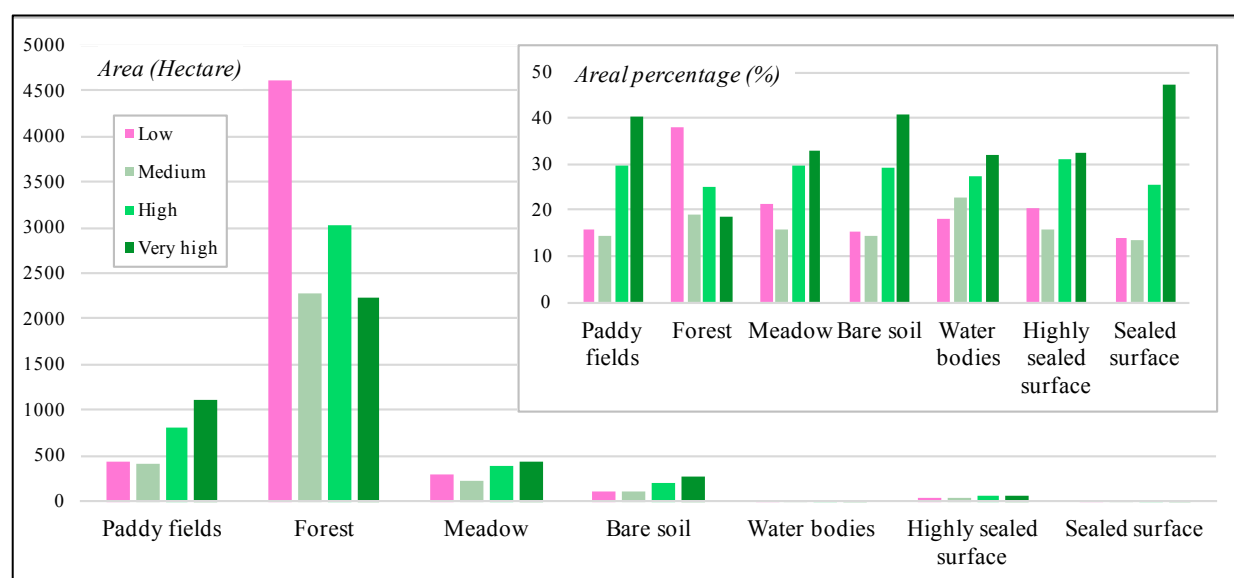 Area (Hectare)
5000
4500
4000
3500
3000
2500
2000
1500
1000
500
0
Low
Medium
High
Very high
Paddy fields
Forest
Meadow
Bare soil
Water bodies
Highly sealed
surface
Sealed surface
Areal percentage (%)
50
40
30
20
10
0
Paddy
fields
Forest
Meadow
Bare soil
Water
bodies
Highly
sealed
surface
Sealed
surface